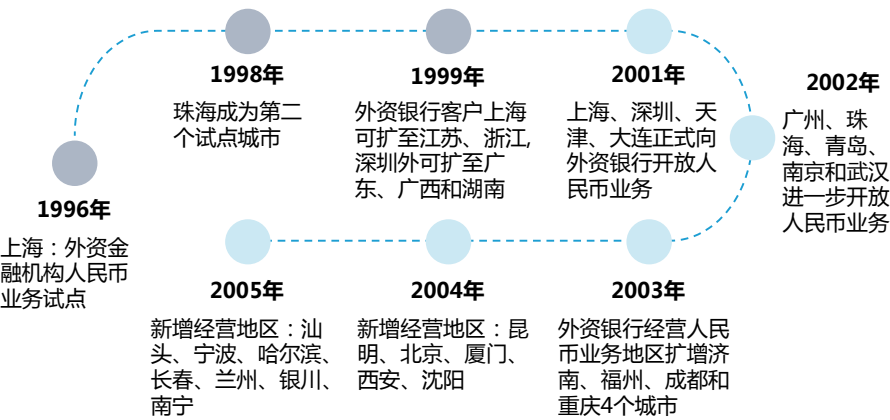 1996年
上海：外资金
融机构人民币
业务试点
1998年
珠海成为第二
个试点城市
1999年
外资银行客户上海
可扩至江苏、浙江,
深圳外可扩至广
东、广西和湖南
2001年
上海、深圳、天
津、大连正式向
外资银行开放人
民币业务
2002年
广州、珠
海、青岛、
南京和武汉
进一步开放
人民币业务
2003年
外资银行经营人民
币业务地区扩增济
南、福州、成都和
重庆4个城市
2004年
新增经营地区：昆
明、北京、厦门、
西安、沈阳
2005年
新增经营地区：汕
头、宁波、哈尔滨、
长春、兰州、银川、
南宁